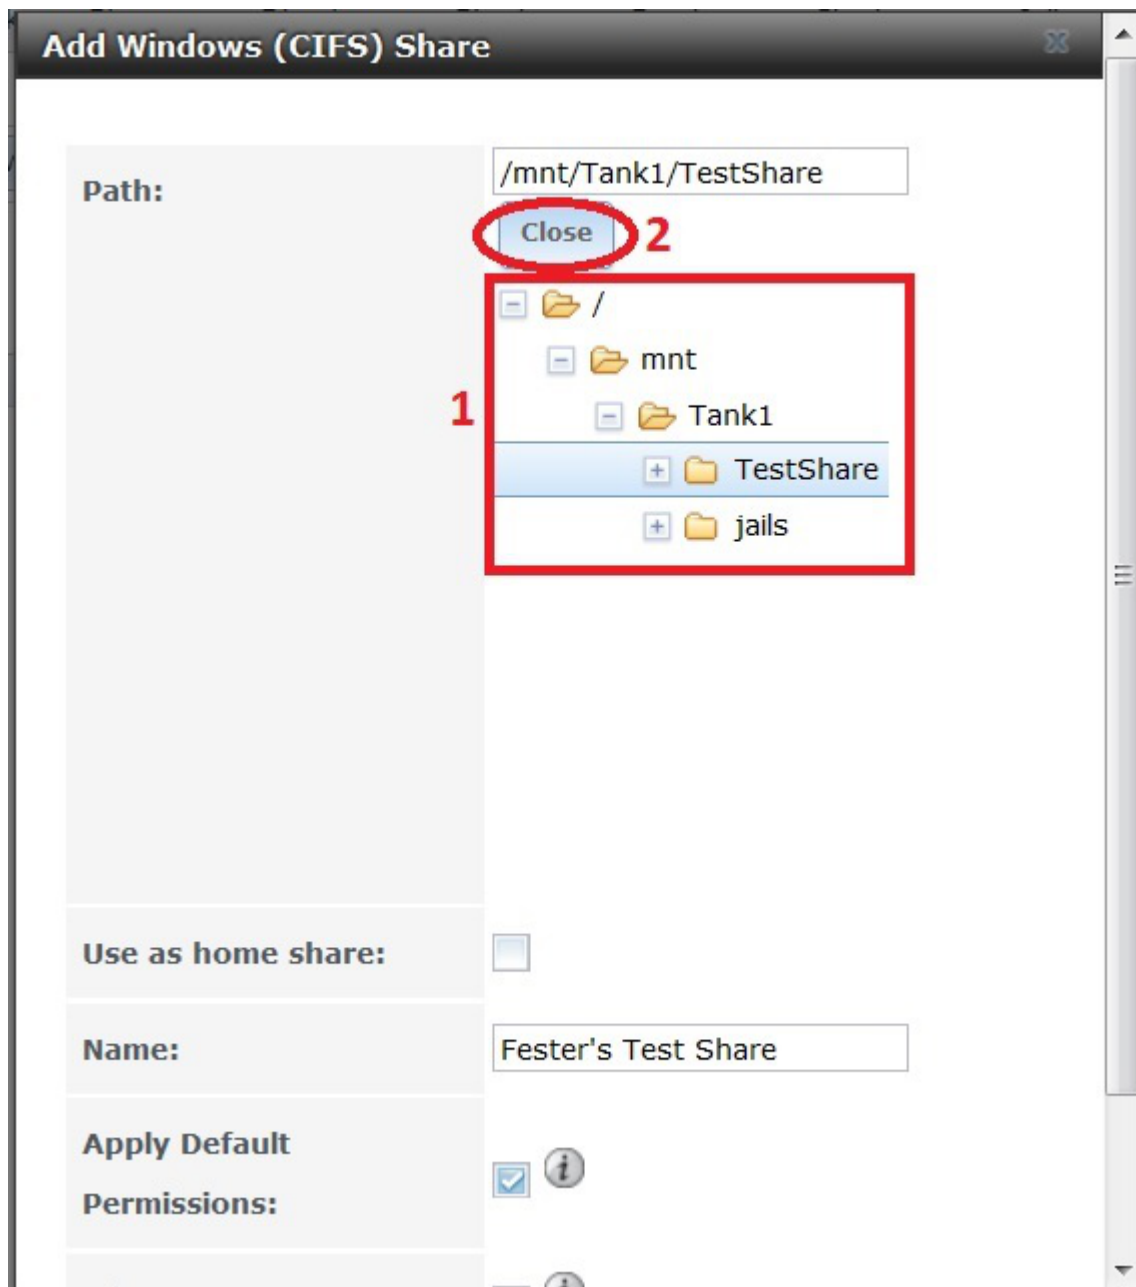 Add Windows (CIFS) Share
Path:
/mnt/Tank1/TestShare
Close
2
/
mnt
1
Tank1
TestShare
jails
Use as home share:
Name:
Fester's Test Share
Apply Default
Permissions: